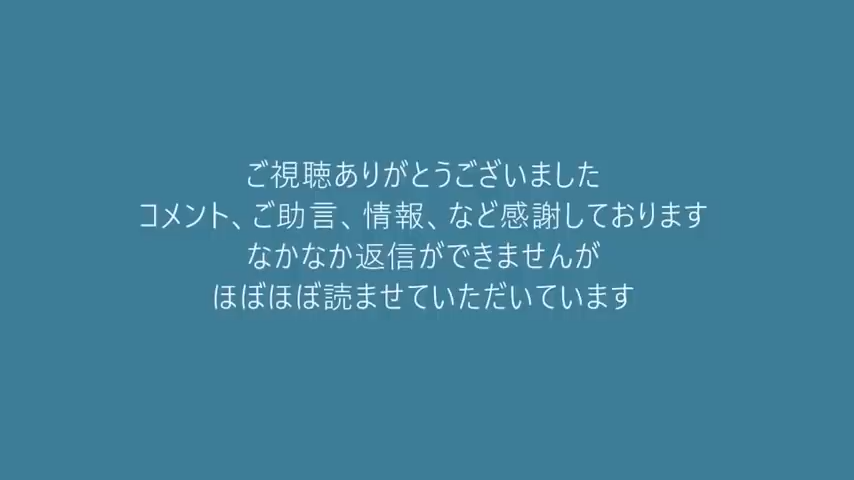 ご視聴ありがとうございました
コメント、ご助言、情報、など感謝しております
なかなか返信ができませんが
ほぼほぼ読ませていただいています